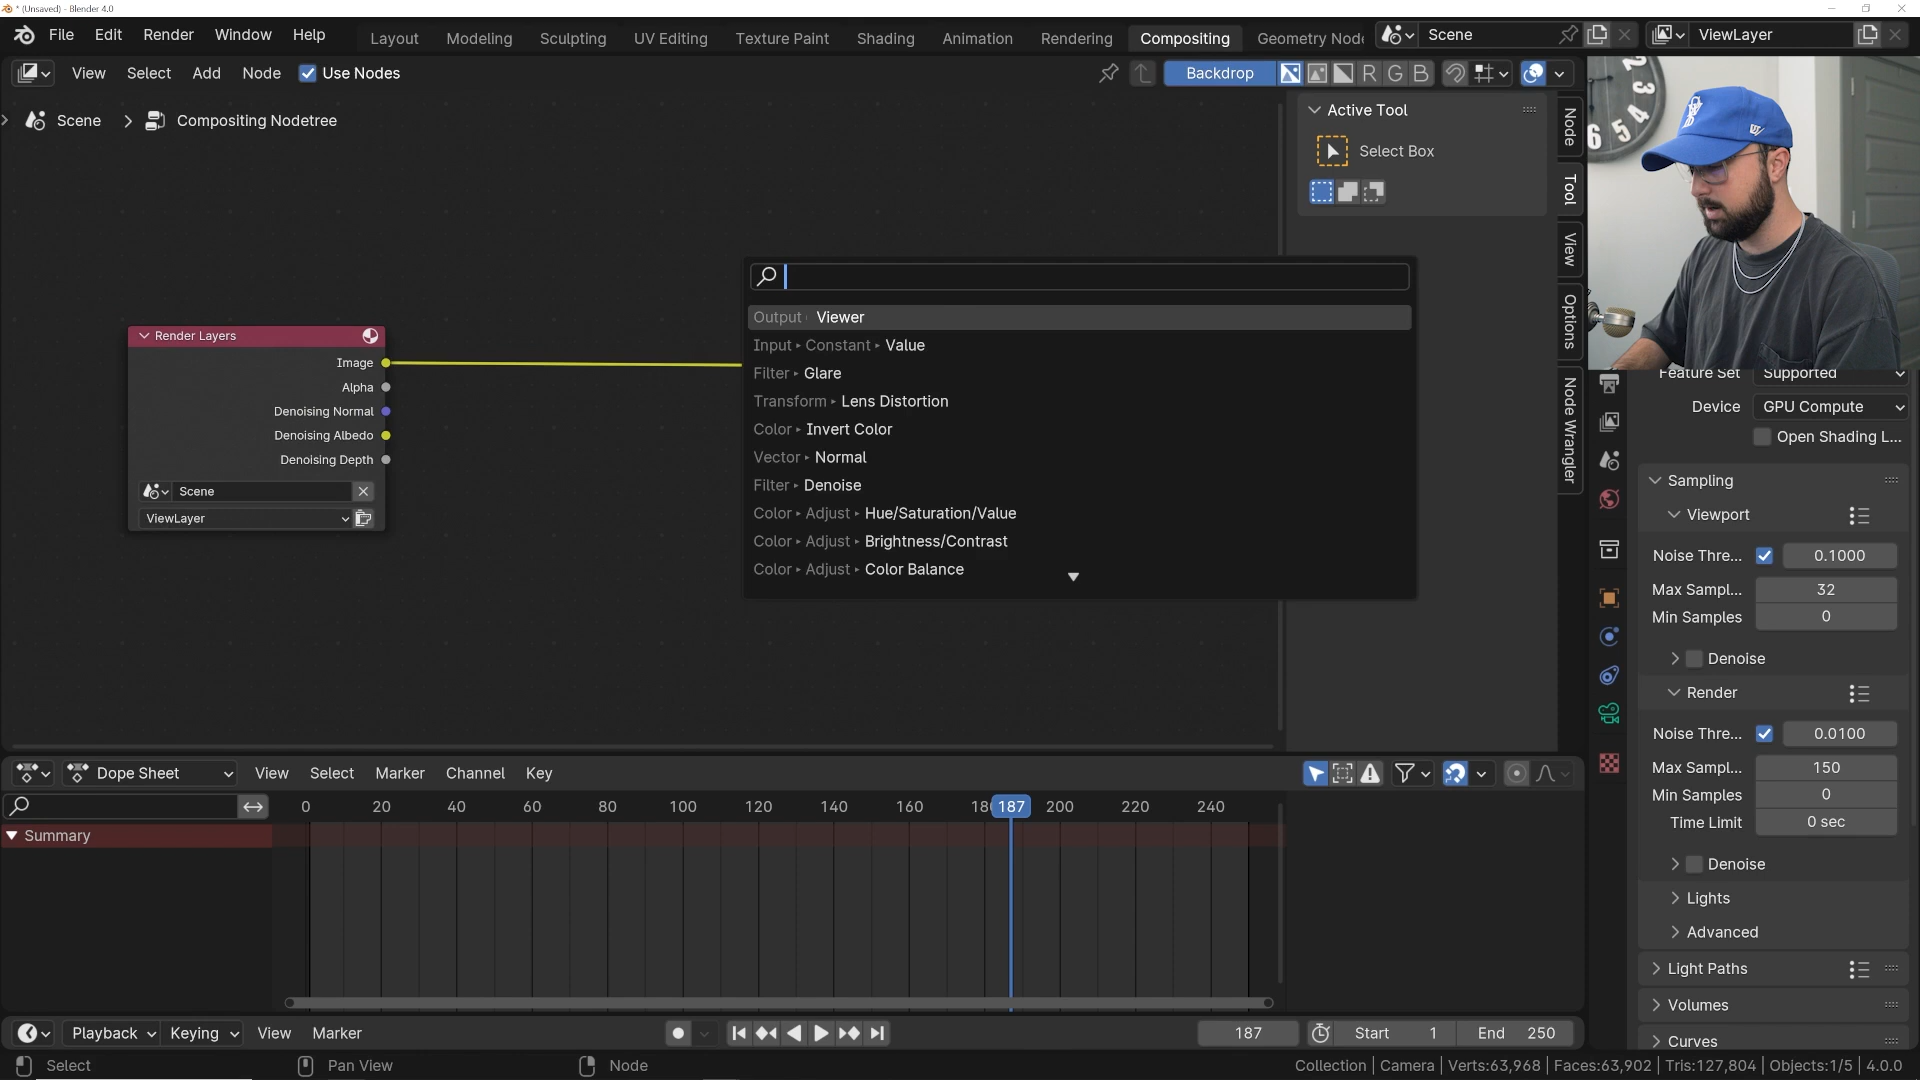 * (Unsaved) - Blender 4.0
File Edit Render Window Help Layout Modeling Sculpting UV Editing Texture Paint Shading Animation Rendering Compositing Geometry Node Scene ViewLayer
View Select Add Node Use Nodes Backdrop R G B
Scene Compositing Nodetree
Active Tool
Select Box
Node
Tool
View
Options
Node Wrangler
Output Viewer
Input Constant Value
Filter Glare
Transform Lens Distortion
Color Invert Color
Vector Normal
Filter Denoise
Color Adjust Hue/Saturation/Value
Color Adjust Brightness/Contrast
Color Adjust Color Balance
Render Layers
Image
Alpha
Denoising Normal
Denoising Albedo
Denoising Depth
Scene
ViewLayer
2
3
4
5
6
Feature Set Supported
Device GPU Compute
Open Shading L...
Sampling
Viewport
Noise Thre... 0.1000
Max Sampl... 32
Min Samples 0
Denoise
Render
Noise Thre... 0.0100
Max Sampl... 150
Min Samples 0
Time Limit 0 sec
Denoise
Lights
Advanced
Light Paths
Volumes
Curves
Dope Sheet View Select Marker Channel Key
0 20 40 60 80 100 120 140 160 18 187 200 220 240
Summary
Playback Keying View Marker 187 Start 1 End 250
Select Pan View Node Collection | Camera | Verts:63,968 | Faces:63,902 | Tris:127,804 | Objects:1/5 | 4.0.0